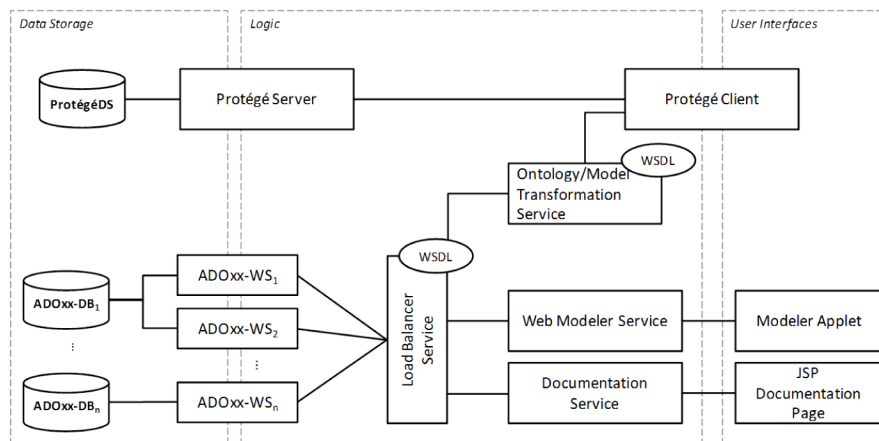 Data Storage
Logic
User Interfaces
ProtégéDS
Protégé Server
Protégé Client
WSDL
Ontology/Model
Transformation
Service
WSDL
ADOxx-DB1
ADOxx-WS1
ADOxx-WS2
...
...
ADOxx-DBn
ADOxx-WSn
Load Balancer
Service
Web Modeler Service
Modeler Applet
Documentation
Service
JSP
Documentation
Page